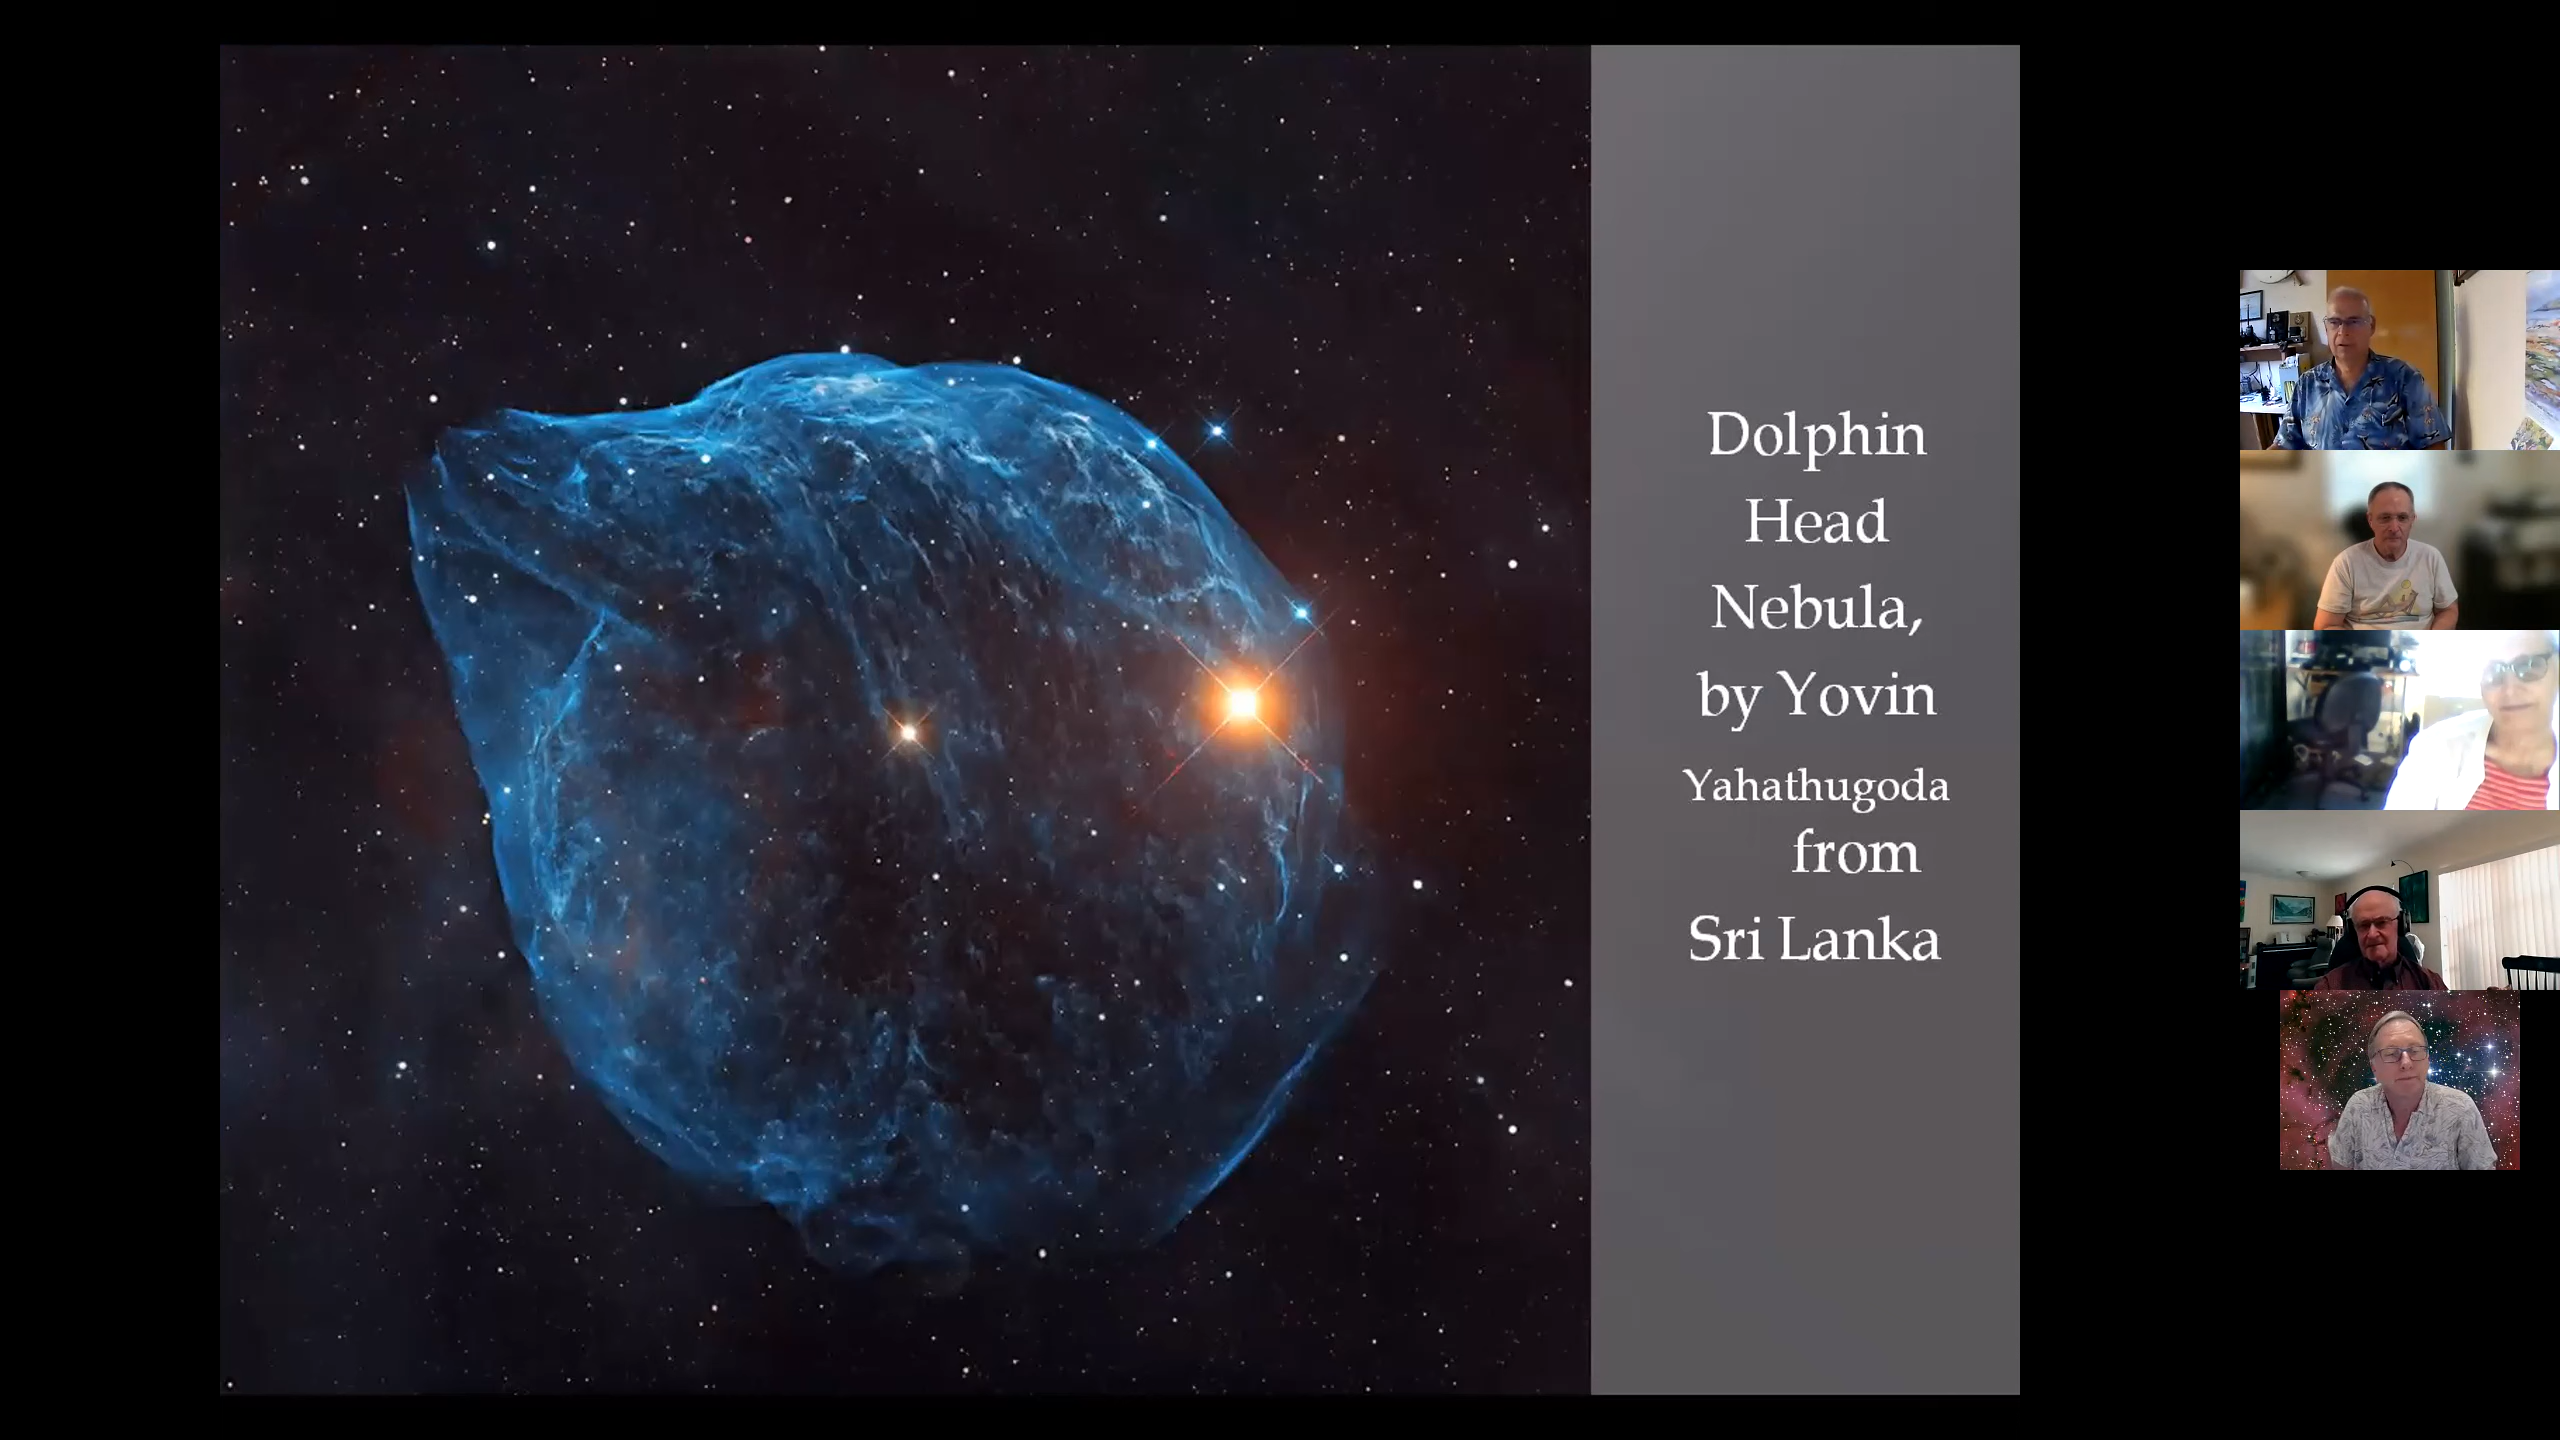 Dolphin
Head
Nebula,
by Yovin
Yahathugoda
from
Sri Lanka